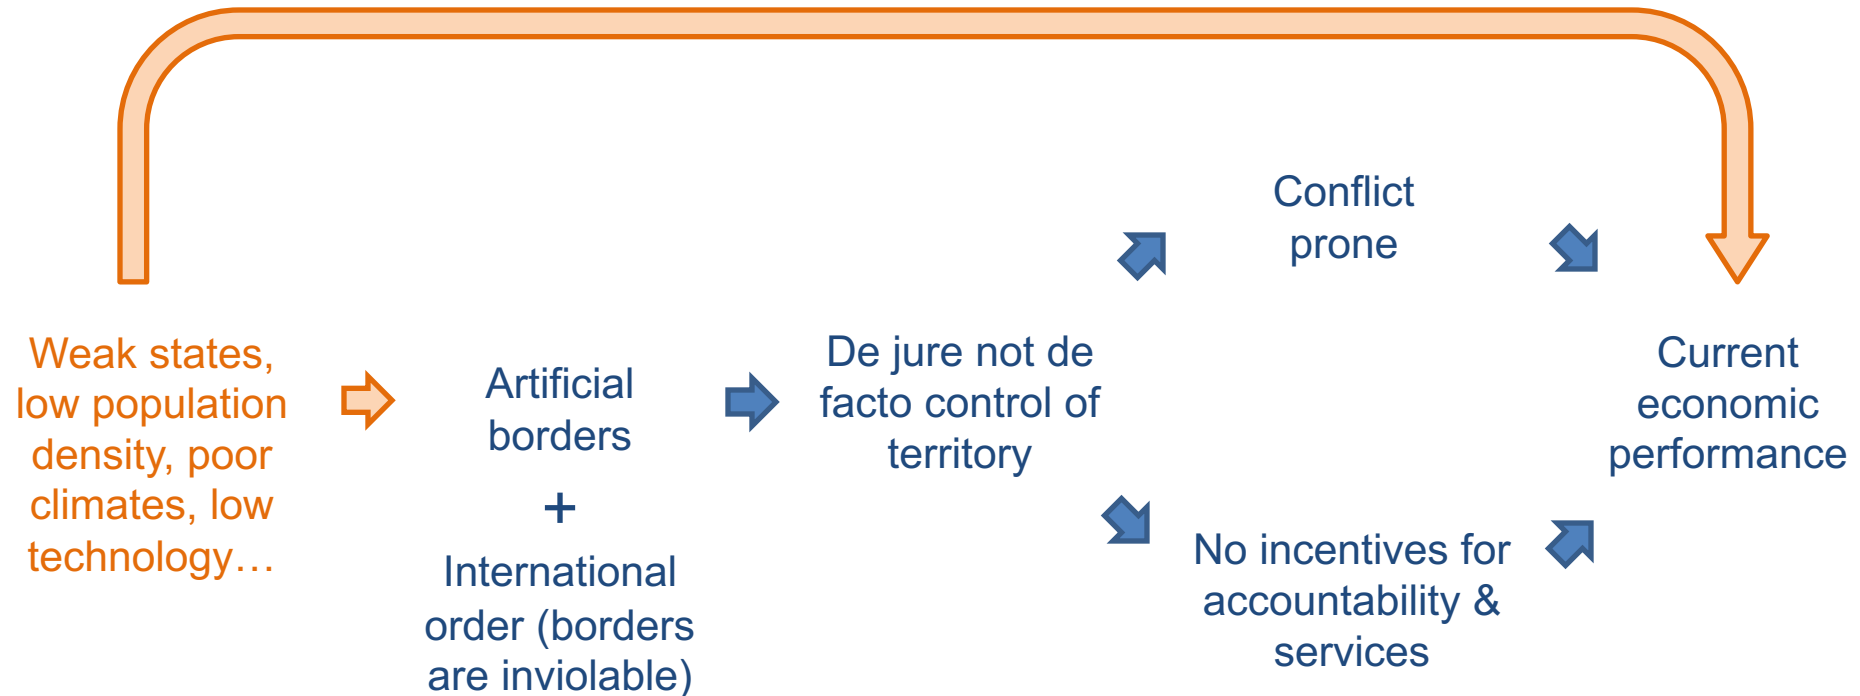 Weak states,
low population
density, poor
climates, low
technology…
Artificial
borders
+
International
order (borders
are inviolable)
De jure not de
facto control of
territory
Conflict
prone
No incentives for
accountability &
services
Current
economic
performance